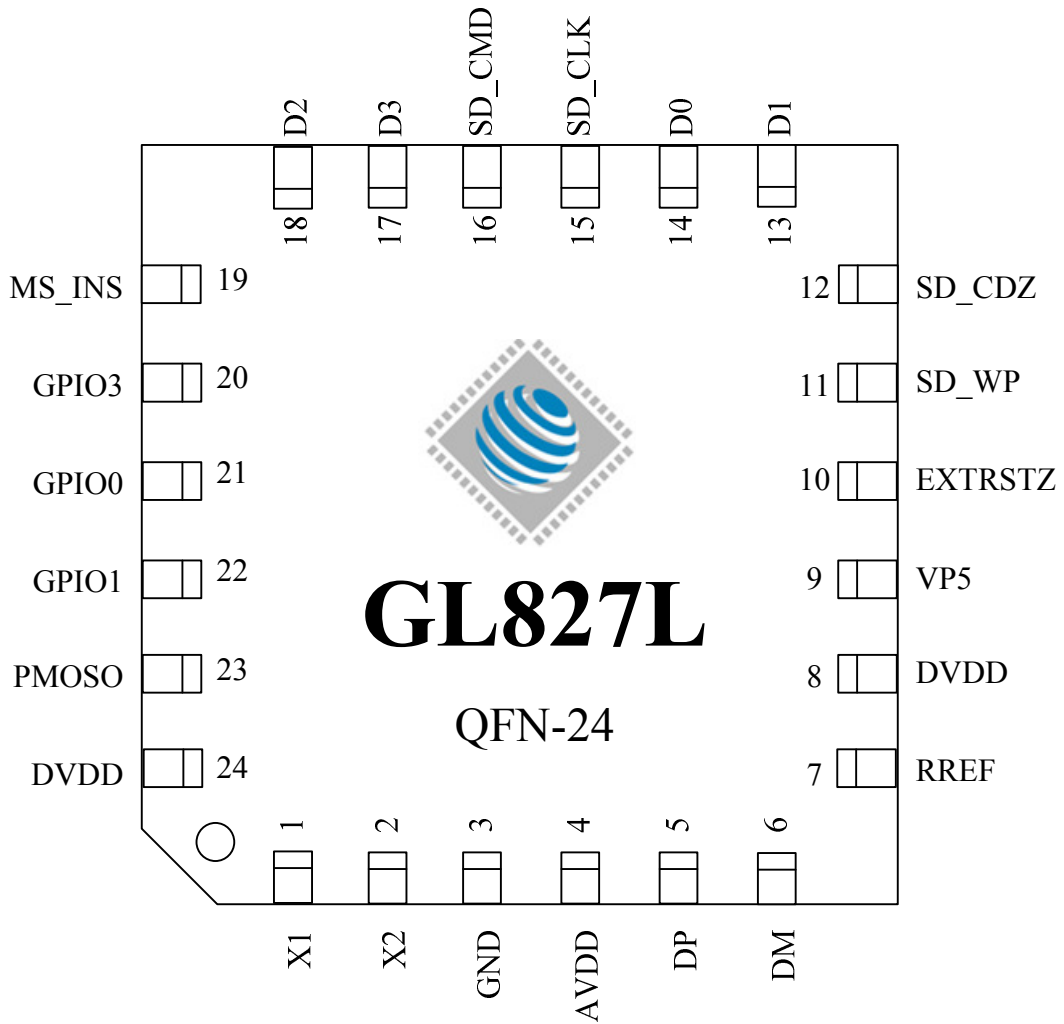 D2
D3
SD_CMD
SD_CLK
D0
D1
18
17
16
15
14
13
MS_INS 19
12 SD_CDZ
GPIO3 20
11 SD_WP
GPIO0 21
10 EXTRSTZ
GPIO1 22
9 VP5
GL827L
PMOSO 23
8 DVDD
QFN-24
DVDD 24
7 RREF
1
2
3
4
5
6
X1
X2
GND
AVDD
DP
DM